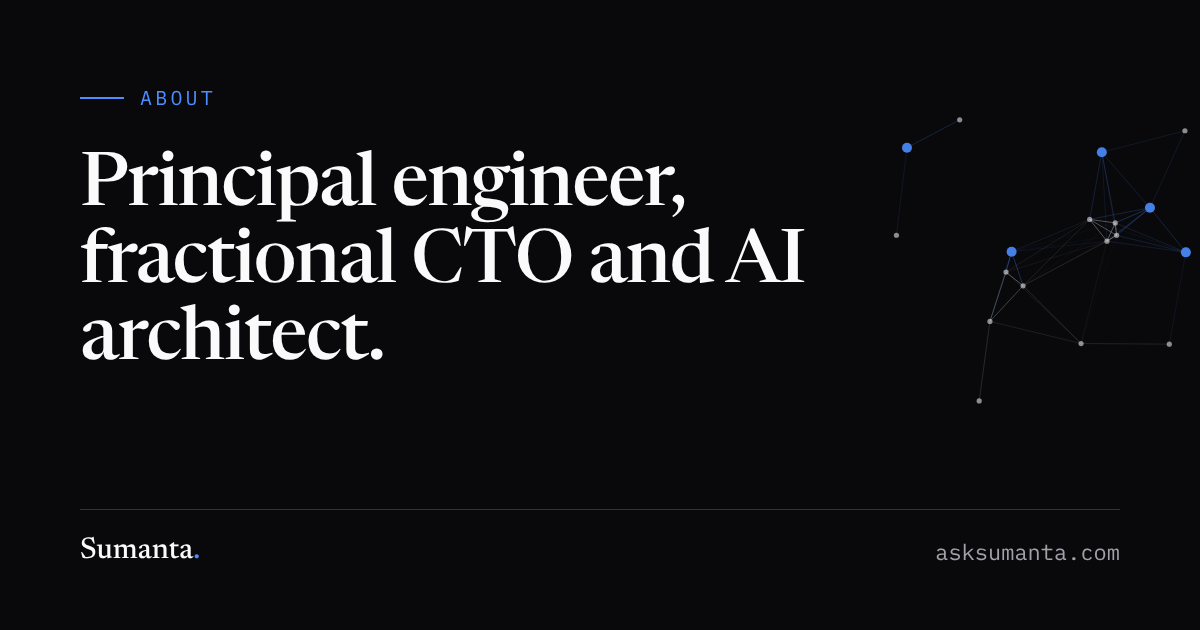 ABOUT
Principal engineer,
fractional CTO and AI
architect.
Sumanta.
asksumanta.com